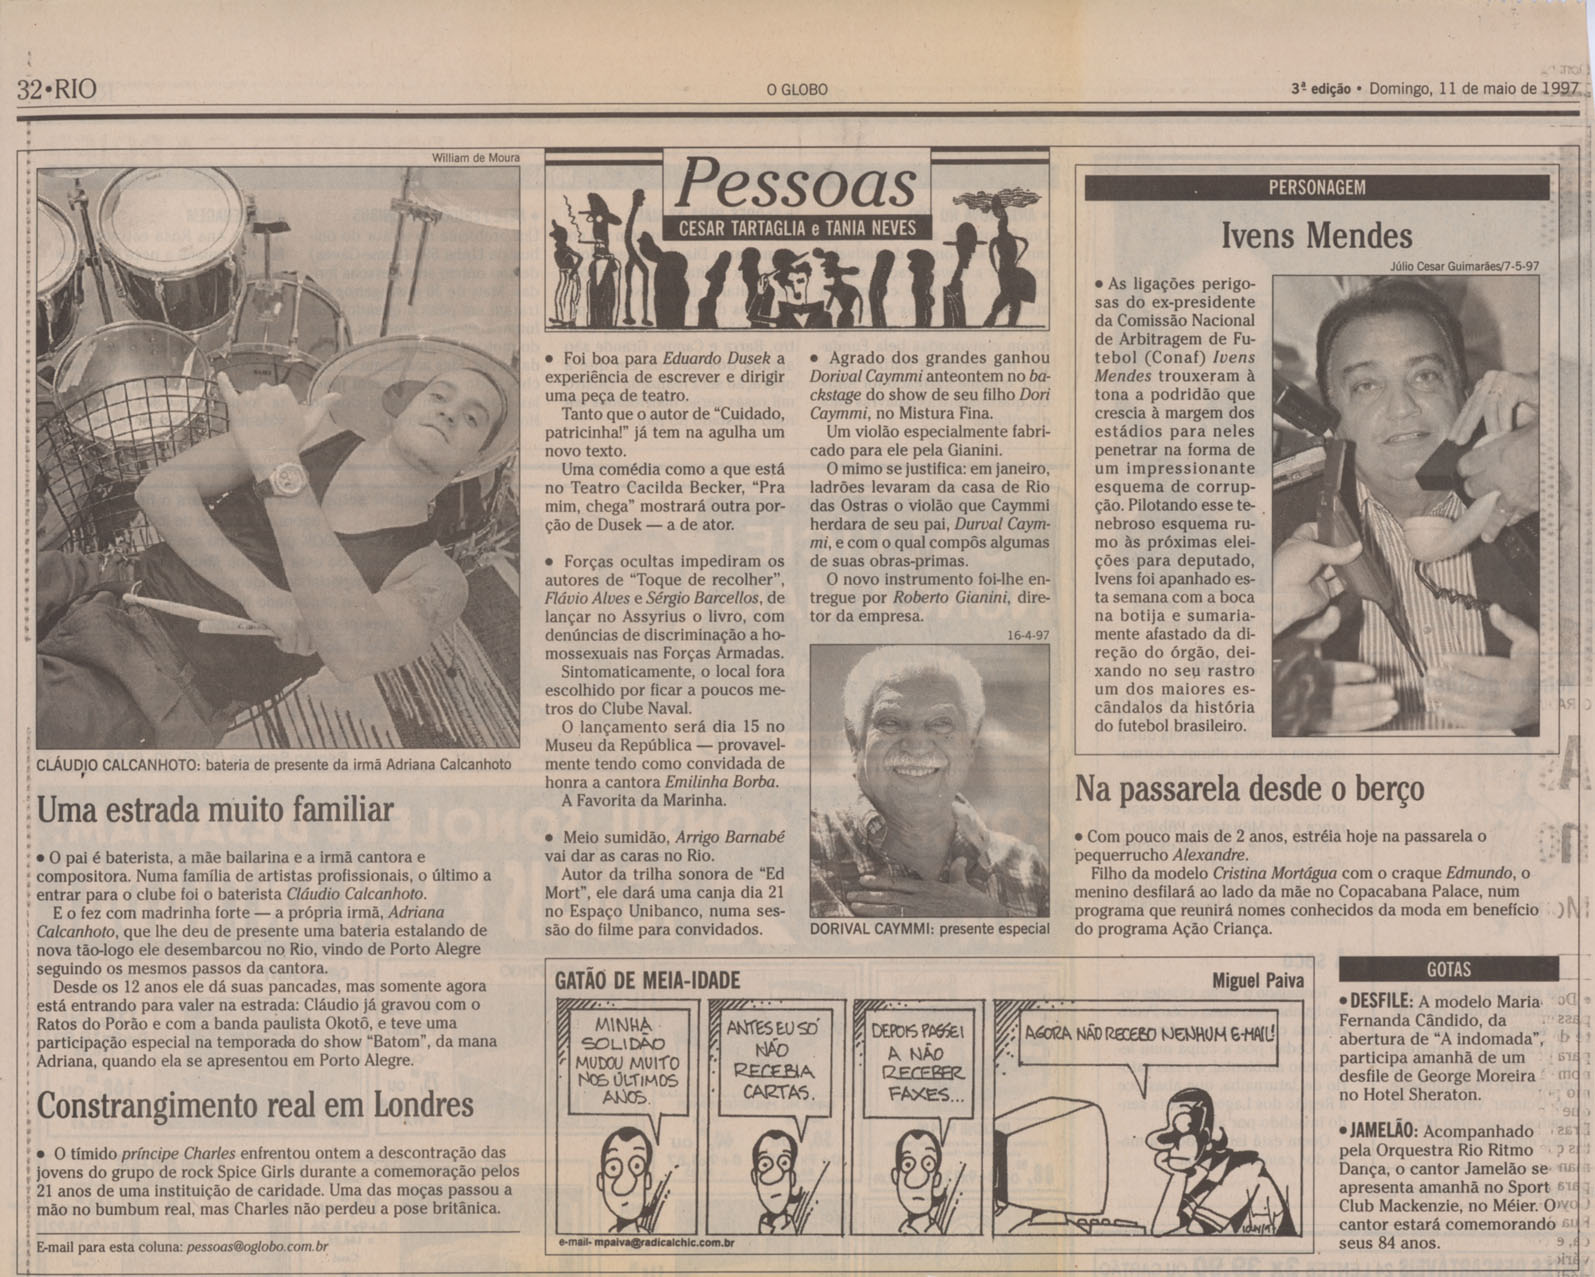 32•RIO
O GLOBO
3ª edição • Domingo, 11 de maio de 1997
William de Moura
CLÁUDIO CALCANHOTO: bateria de presente da irmã Adriana Calcanhoto
Uma estrada muito familiar
• O pai é baterista, a mãe bailarina e a irmã cantora e
compositora. Numa família de artistas profissionais, o último a
entrar para o clube foi o baterista Cláudio Calcanhoto.
E o fez com madrinha forte — a própria irmã, Adriana
Calcanhoto, que lhe deu de presente uma bateria estalando de
nova tão-logo ele desembarcou no Rio, vindo de Porto Alegre
seguindo os mesmos passos da cantora.
Desde os 12 anos ele dá suas pancadas, mas somente agora
está entrando para valer na estrada: Cláudio já gravou com o
Ratos do Porão e com a banda paulista Okotô, e teve uma
participação especial na temporada do show “Batom”, da mana
Adriana, quando ela se apresentou em Porto Alegre.
Constrangimento real em Londres
• O tímido príncipe Charles enfrentou ontem a descontração das
jovens do grupo de rock Spice Girls durante a comemoração pelos
21 anos de uma instituição de caridade. Uma das moças passou a
mão no bumbum real, mas Charles não perdeu a pose britânica.
E-mail para esta coluna: pessoas@oglobo.com.br
Pessoas
CESAR TARTAGLIA e TANIA NEVES
• Foi boa para Eduardo Dusek a
experiência de escrever e dirigir
uma peça de teatro.
Tanto que o autor de “Cuidado,
patricinha!” já tem na agulha um
novo texto.
Uma comédia como a que está
no Teatro Cacilda Becker, “Pra
mim, chega” mostrará outra por-
ção de Dusek — a de ator.
• Forças ocultas impediram os
autores de “Toque de recolher”,
Flávio Alves e Sérgio Barcellos, de
lançar no Assyrius o livro, com
denúncias de discriminação a ho-
mossexuais nas Forças Armadas.
Sintomaticamente, o local fora
escolhido por ficar a poucos me-
tros do Clube Naval.
O lançamento será dia 15 no
Museu da República — provavel-
mente tendo como convidada de
honra a cantora Emilinha Borba.
A Favorita da Marinha.
• Meio sumidão, Arrigo Barnabé
vai dar as caras no Rio.
Autor da trilha sonora de “Ed
Mort”, ele dará uma canja dia 21
no Espaço Unibanco, numa ses-
são do filme para convidados.
• Agrado dos grandes ganhou
Dorival Caymmi anteontem no ba-
ckstage do show de seu filho Dori
Caymmi, no Mistura Fina.
Um violão especialmente fabri-
cado para ele pela Gianini.
O mimo se justifica: em janeiro,
ladrões levaram da casa de Rio
das Ostras o violão que Caymmi
herdara de seu pai, Durval Caym-
mi, e com o qual compôs algumas
de suas obras-primas.
O novo instrumento foi-lhe en-
tregue por Roberto Gianini, dire-
tor da empresa.
16-4-97
DORIVAL CAYMMI: presente especial
PERSONAGEM
Ivens Mendes
Júlio Cesar Guimarães/7-5-97
• As ligações perigo-
sas do ex-presidente
da Comissão Nacional
de Arbitragem de Fu-
tebol (Conaf) Ivens
Mendes trouxeram à
tona a podridão que
crescia à margem dos
estádios para neles
penetrar na forma de
um impressionante
esquema de corrup-
ção. Pilotando esse te-
nebroso esquema ru-
mo às próximas elei-
ções para deputado,
Ivens foi apanhado es-
ta semana com a boca
na botija e sumaria-
mente afastado da di-
reção do órgão, dei-
xando no seu rastro
um dos maiores es-
cândalos da história
do futebol brasileiro.
Na passarela desde o berço
• Com pouco mais de 2 anos, estréia hoje na passarela o
pequerrucho Alexandre.
Filho da modelo Cristina Mortágua com o craque Edmundo, o
menino desfilará ao lado da mãe no Copacabana Palace, num
programa que reunirá nomes conhecidos da moda em benefício
do programa Ação Criança.
GATÃO DE MEIA-IDADE
Miguel Paiva
MINHA
SOLIDÃO
MUDOU MUITO
NOS ÚLTIMOS
ANOS.
ANTES EU SÓ
NÃO
RECEBIA
CARTAS.
DEPOIS PASSEI
A NÃO
RECEBER
FAXES...
AGORA NÃO RECEBO NENHUM E-MAIL!
e-mail- mpaiva@radicalchic.com.br
GOTAS
• DESFILE: A modelo Maria
Fernanda Cândido, da
abertura de “A indomada”,
participa amanhã de um
desfile de George Moreira
no Hotel Sheraton.
• JAMELÃO: Acompanhado
pela Orquestra Rio Ritmo
Dança, o cantor Jamelão se
apresenta amanhã no Sport
Club Mackenzie, no Méier. O
cantor estará comemorando
seus 84 anos.